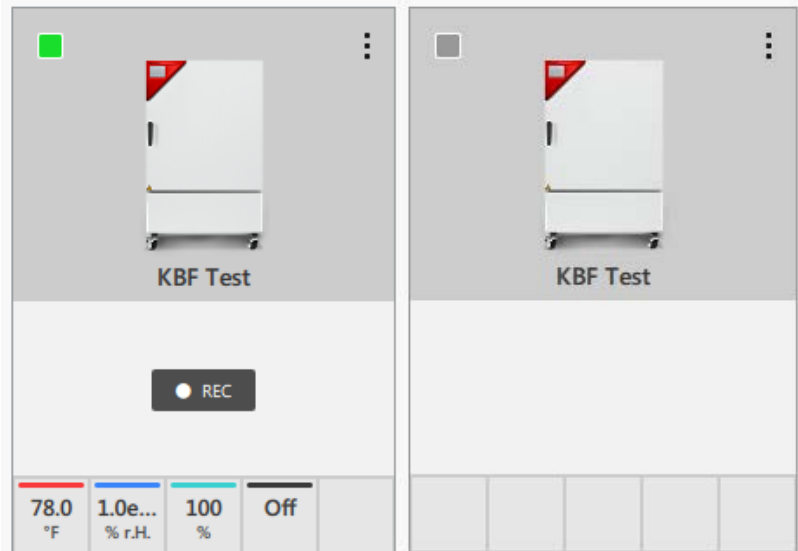 KBF Test
KBF Test
REC
78.0
°F
1.0e...
% r.H.
100
%
Off